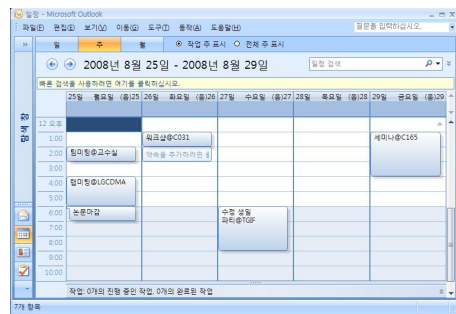 일정 - Microsoft Outlook
파일(F) 편집(E) 보기(V) 이동(G) 도구(T) 동작(A) 도움말(H) 질문을 입력하십시오.
일 주 월 작업 주 표시 전체 주 표시
2008년 8월 25일 - 2008년 8월 29일 일정 검색
빠른 검색을 사용하려면 여기를 클릭하십시오.
25일 월요일 (음)25 26일 화요일 (음)26 27일 수요일 (음)27 28일 목요일 (음)28 29일 금요일 (음)29
탐색 창
12 오후
1:00 워크샵@C031 세미나@C165
2:00 팀미팅@교수실 약속을 추가하려면 클
3:00
4:00 랩미팅@LGCDMA
5:00
6:00 논문마감 수정 생일
파티@TGIF
7:00
8:00
9:00
10:00
작업: 0개의 진행 중인 작업, 0개의 완료된 작업
7개 항목